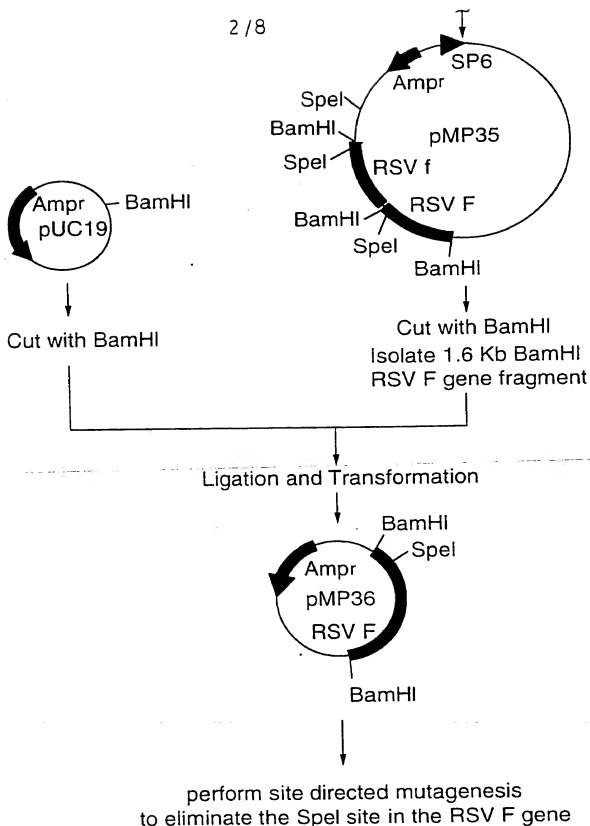 2/8
SP6
Ampr
SpeI
BamHI
pMP35
SpeI
RSV f
RSV F
BamHI
SpeI
BamHI
Ampr
BamHI
pUC19
Cut with BamHI
Cut with BamHI
Isolate 1.6 Kb BamHI
RSV F gene fragment
Ligation and Transformation
BamHI
SpeI
Ampr
pMP36
RSV F
BamHI
perform site directed mutagenesis
to eliminate the SpeI site in the RSV F gene